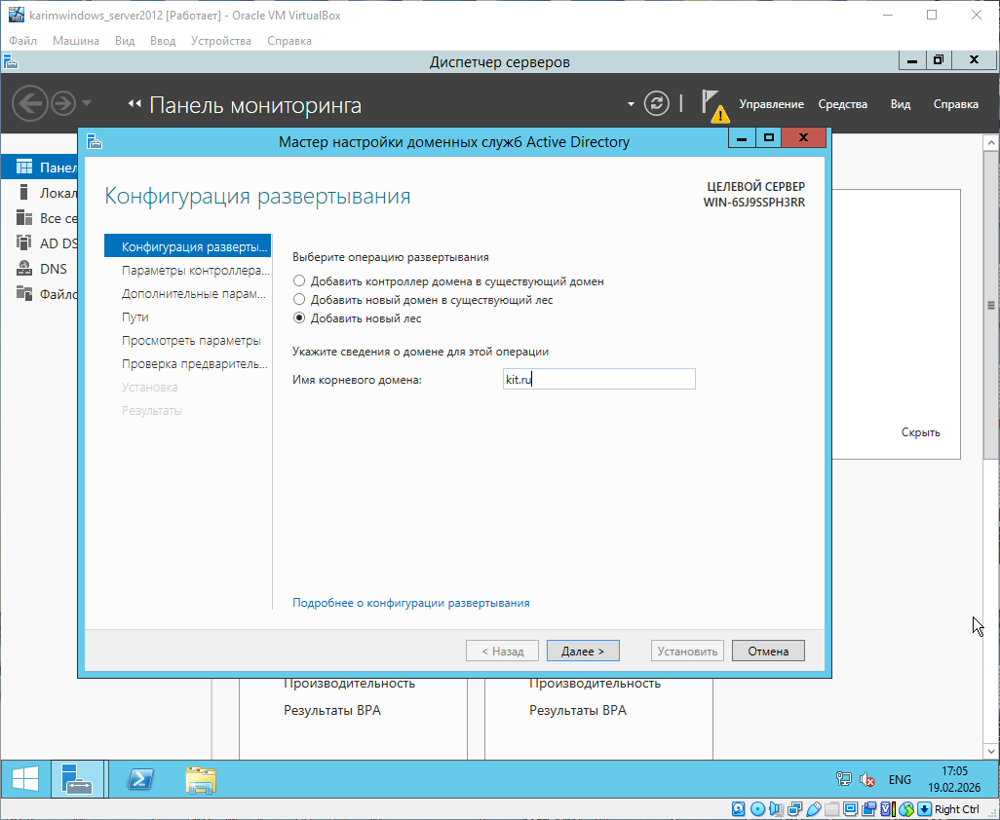 karimwindows_server2012 [Работает] - Oracle VM VirtualBox
Файл Машина Вид Ввод Устройства Справка
Диспетчер серверов
Панель мониторинга
Управление Средства Вид Справка
Мастер настройки доменных служб Active Directory
Панел
Локал
Все се
AD DS
DNS
Файло
Конфигурация развертывания
ЦЕЛЕВОЙ СЕРВЕР
WIN-6SJ9SSPH3RR
Конфигурация разверты...
Параметры контроллера...
Дополнительные парам...
Пути
Просмотреть параметры
Проверка предваритель...
Установка
Результаты
Выберите операцию развертывания
Добавить контроллер домена в существующий домен
Добавить новый домен в существующий лес
Добавить новый лес
Укажите сведения о домене для этой операции
Имя корневого домена: kit.ru
Подробнее о конфигурации развертывания
Скрыть
< Назад Далее > Установить Отмена
Производительность Производительность
Результаты BPA Результаты BPA
ENG
17:05
19.02.2026
Right Ctrl